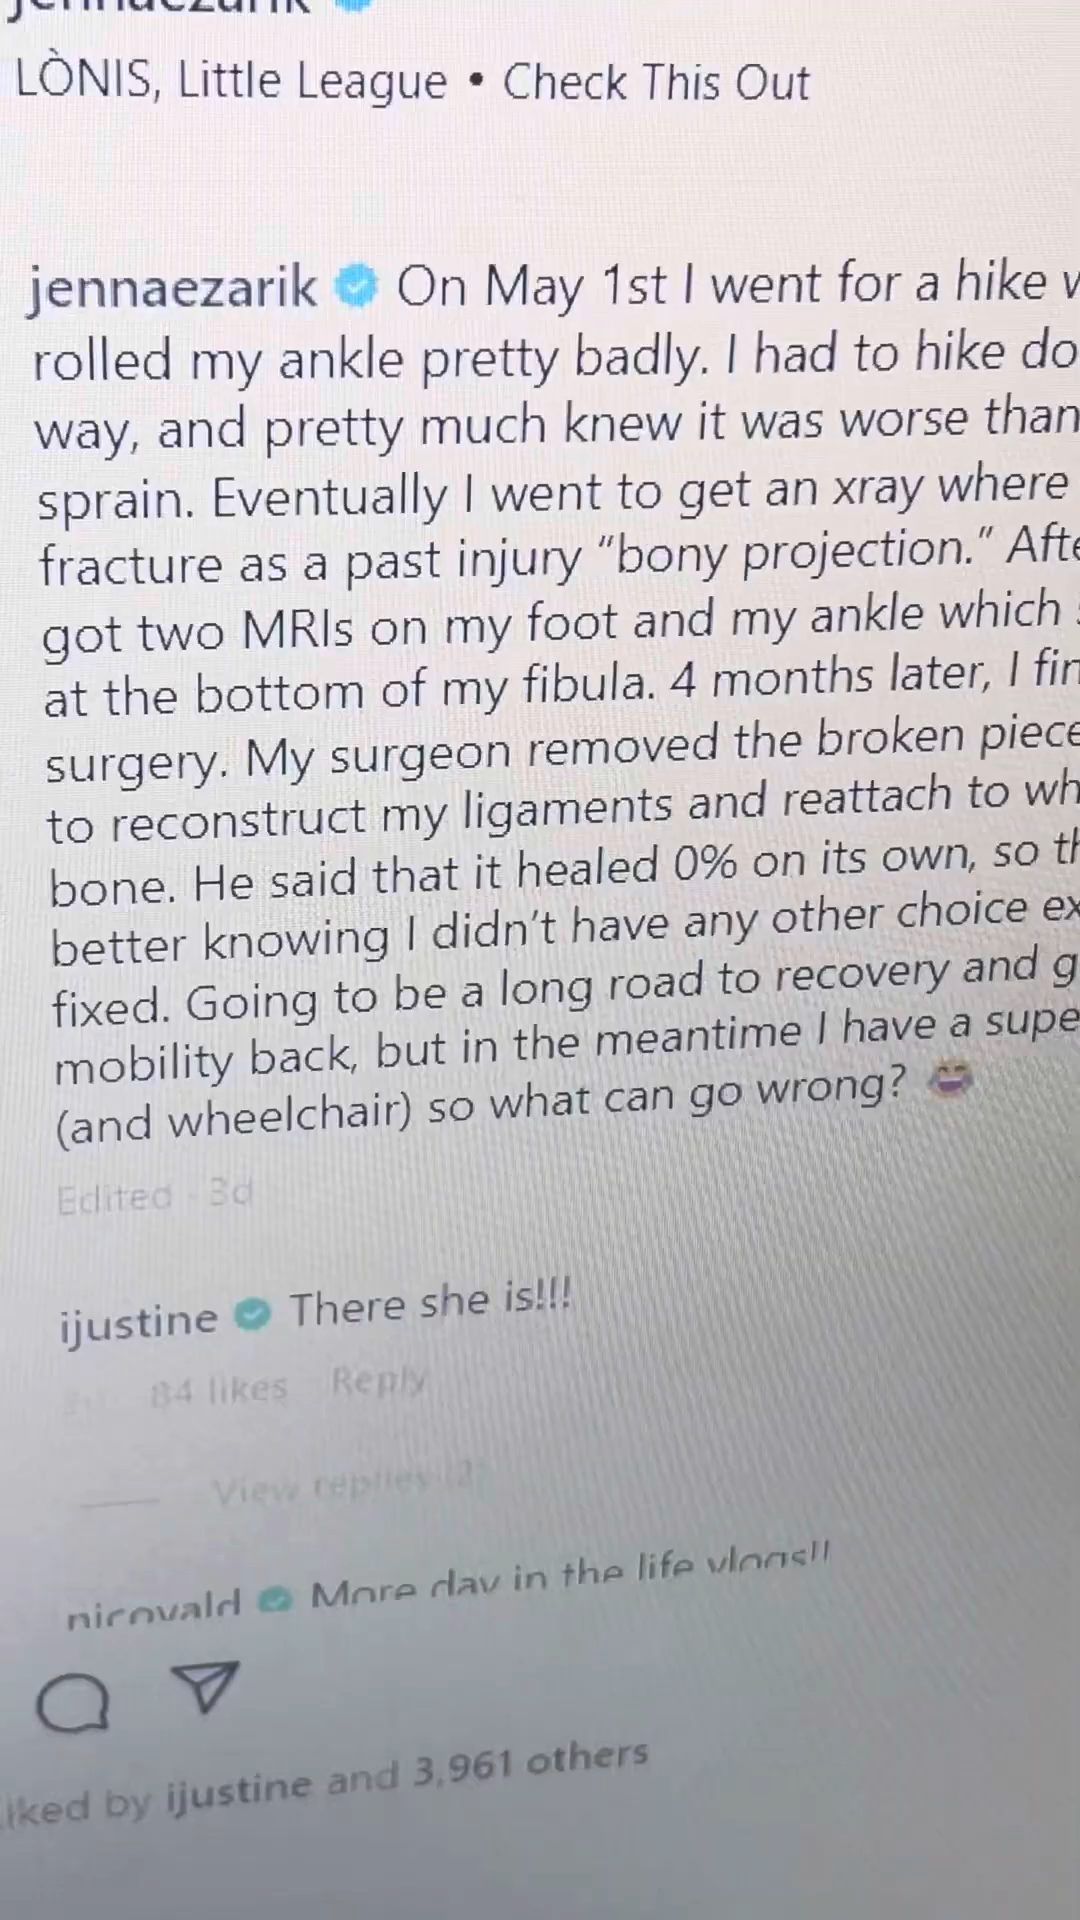 LÒNIS, Little League • Check This Out
jennaezarik On May 1st I went for a hike
rolled my ankle pretty badly. I had to hike do
way, and pretty much knew it was worse than
sprain. Eventually I went to get an xray where
fracture as a past injury “bony projection.” Afte
got two MRIs on my foot and my ankle which
at the bottom of my fibula. 4 months later, I fin
surgery. My surgeon removed the broken piece
to reconstruct my ligaments and reattach to wh
bone. He said that it healed 0% on its own, so th
better knowing I didn’t have any other choice ex
fixed. Going to be a long road to recovery and g
mobility back, but in the meantime I have a supe
(and wheelchair) so what can go wrong? 😂
Edited · 3d
ijustine There she is!!!
84 likes Reply
View replies (2)
nicovald More day in the life vlogs!!
iked by ijustine and 3,961 others